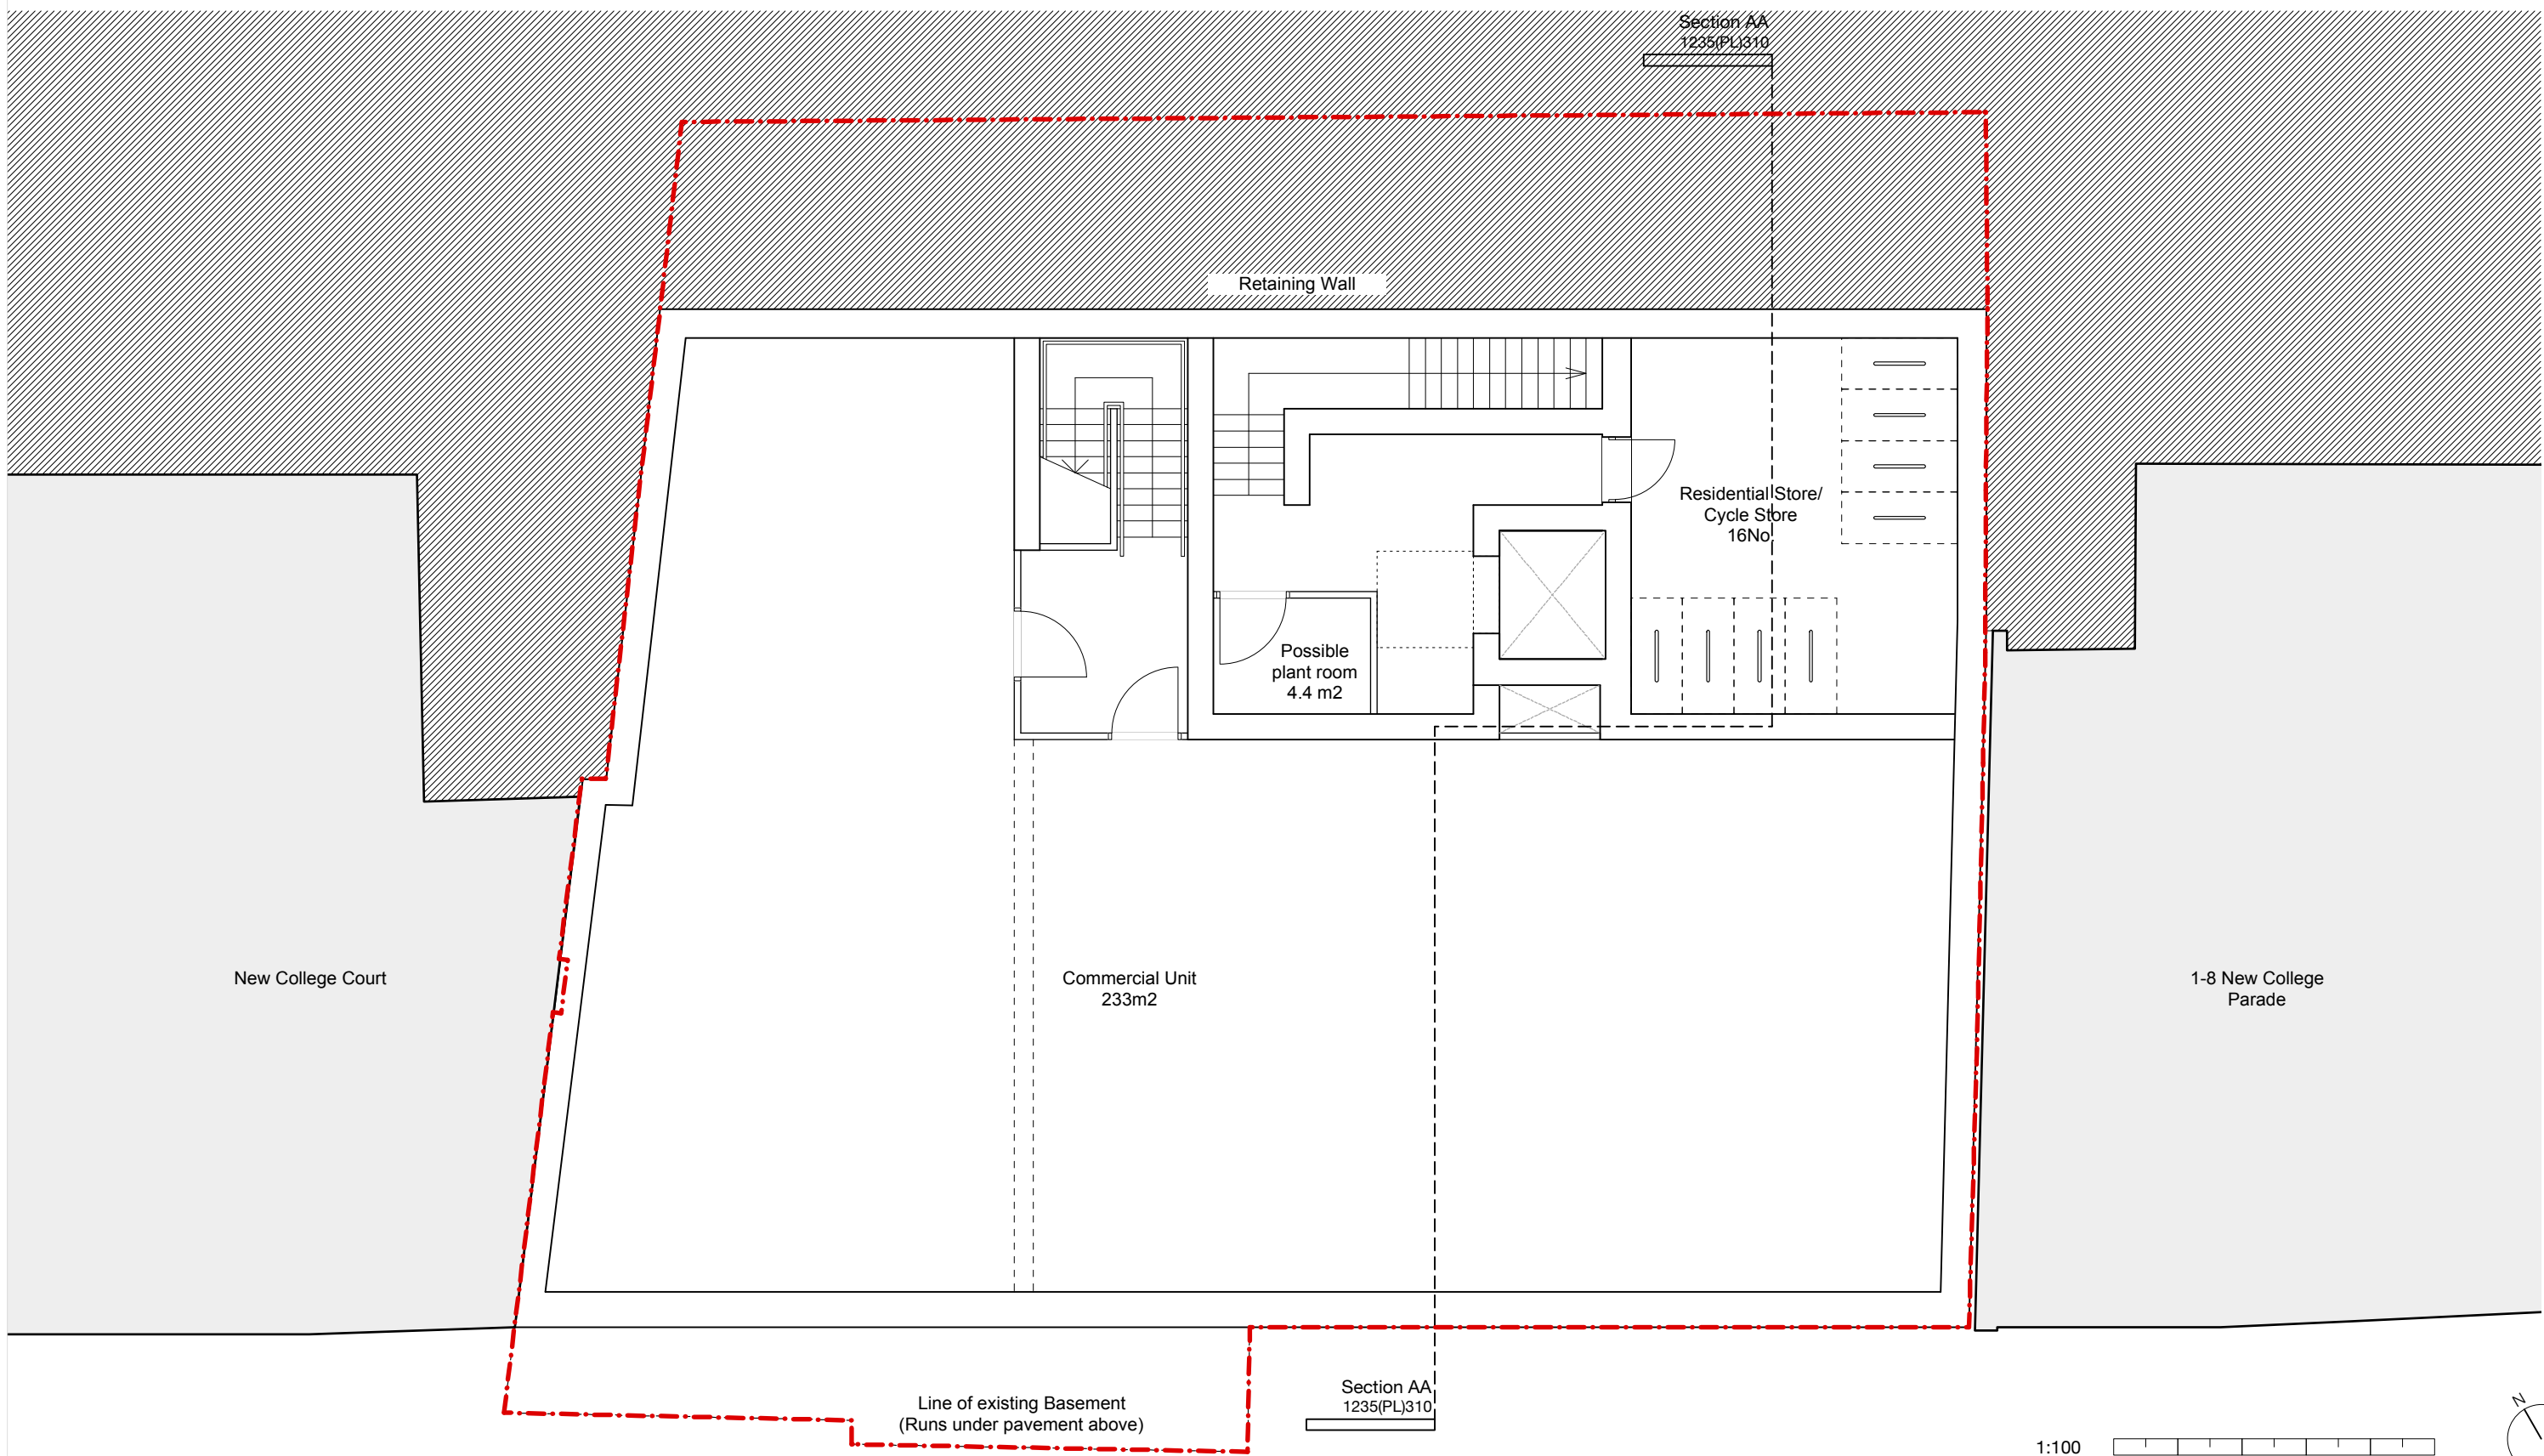 Section AA
1235(PL)310
Retaining Wall
Residential Store/
Cycle Store
16No.
Possible
plant room
4.4 m2
New College Court
Commercial Unit
233m2
1-8 New College
Parade
Line of existing Basement
(Runs under pavement above)
Section AA
1235(PL)310
1:100
N